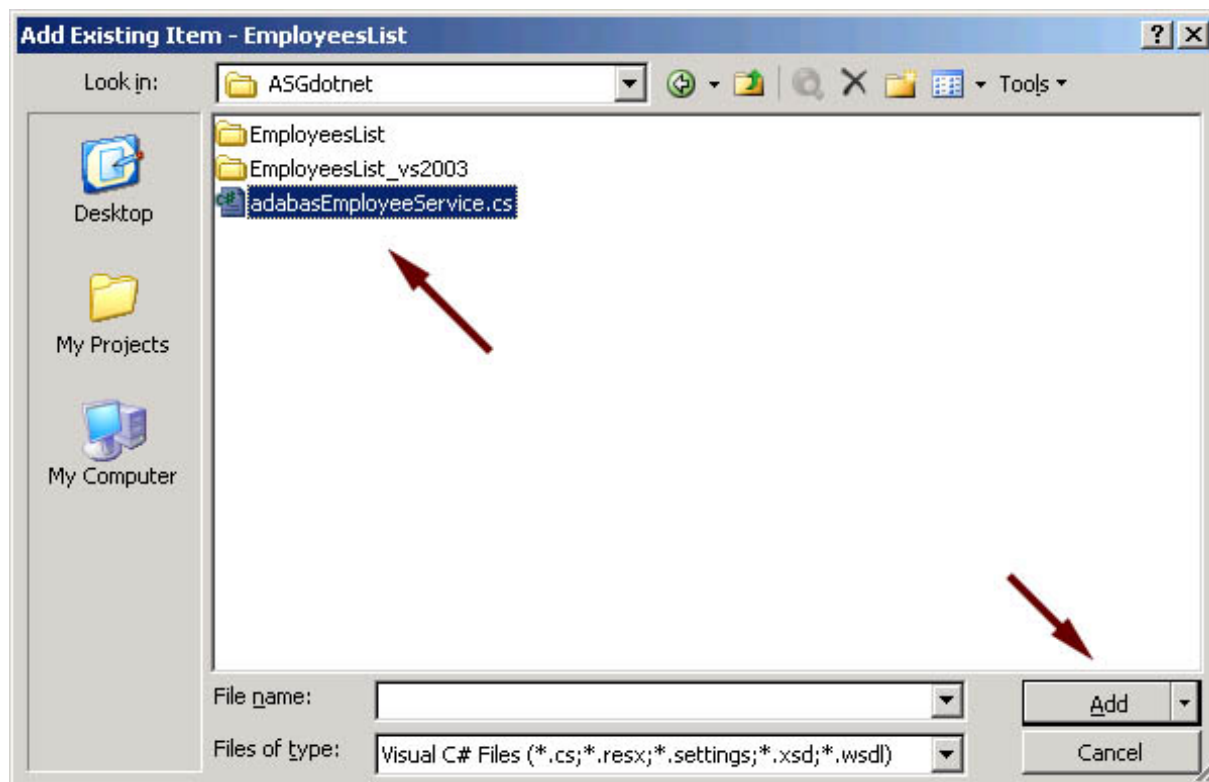 Add Existing Item - EmployeesList
Look in:
ASGdotnet
Tools
EmployeesList
EmployeesList_vs2003
adabasEmployeeService.cs
Desktop
My Projects
My Computer
File name:
Add
Files of type:
Visual C# Files (*.cs;*.resx;*.settings;*.xsd;*.wsdl)
Cancel